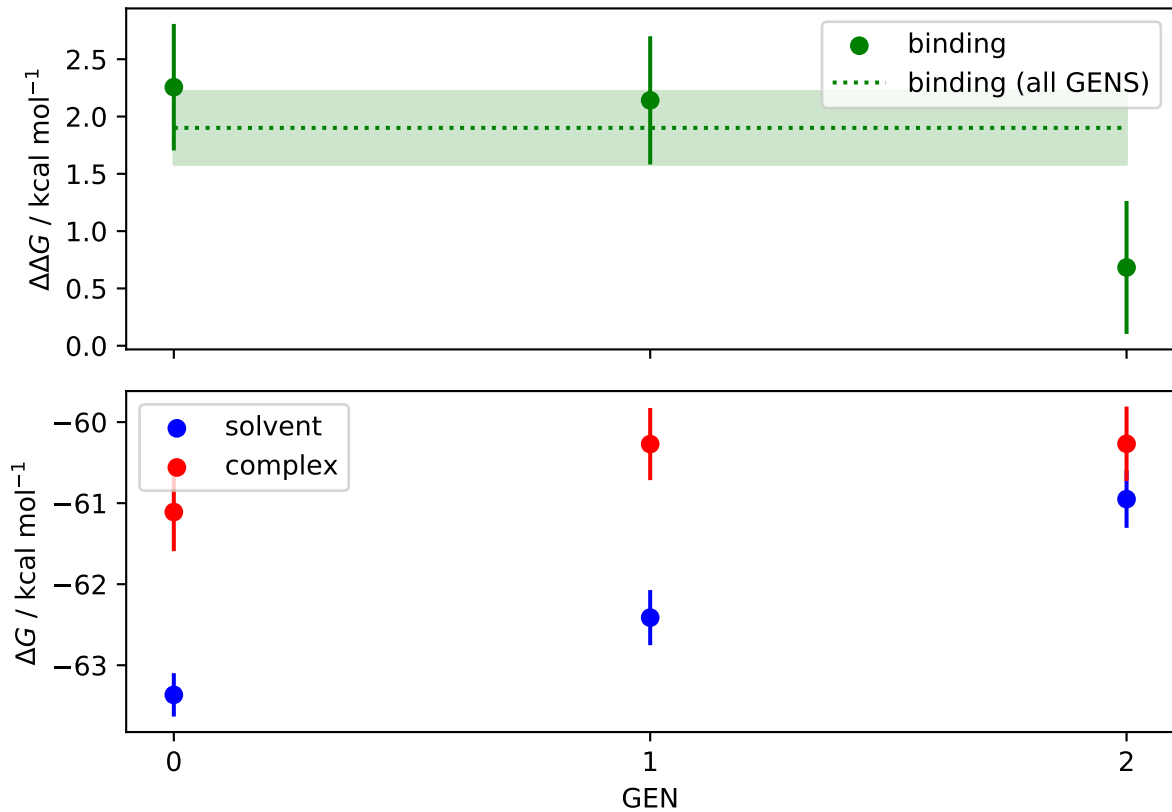 ΔΔG / kcal mol⁻¹
2.5
2.0
1.5
1.0
0.5
0.0
binding
binding (all GENS)
ΔG / kcal mol⁻¹
−60
−61
−62
−63
solvent
complex
0
1
2
GEN